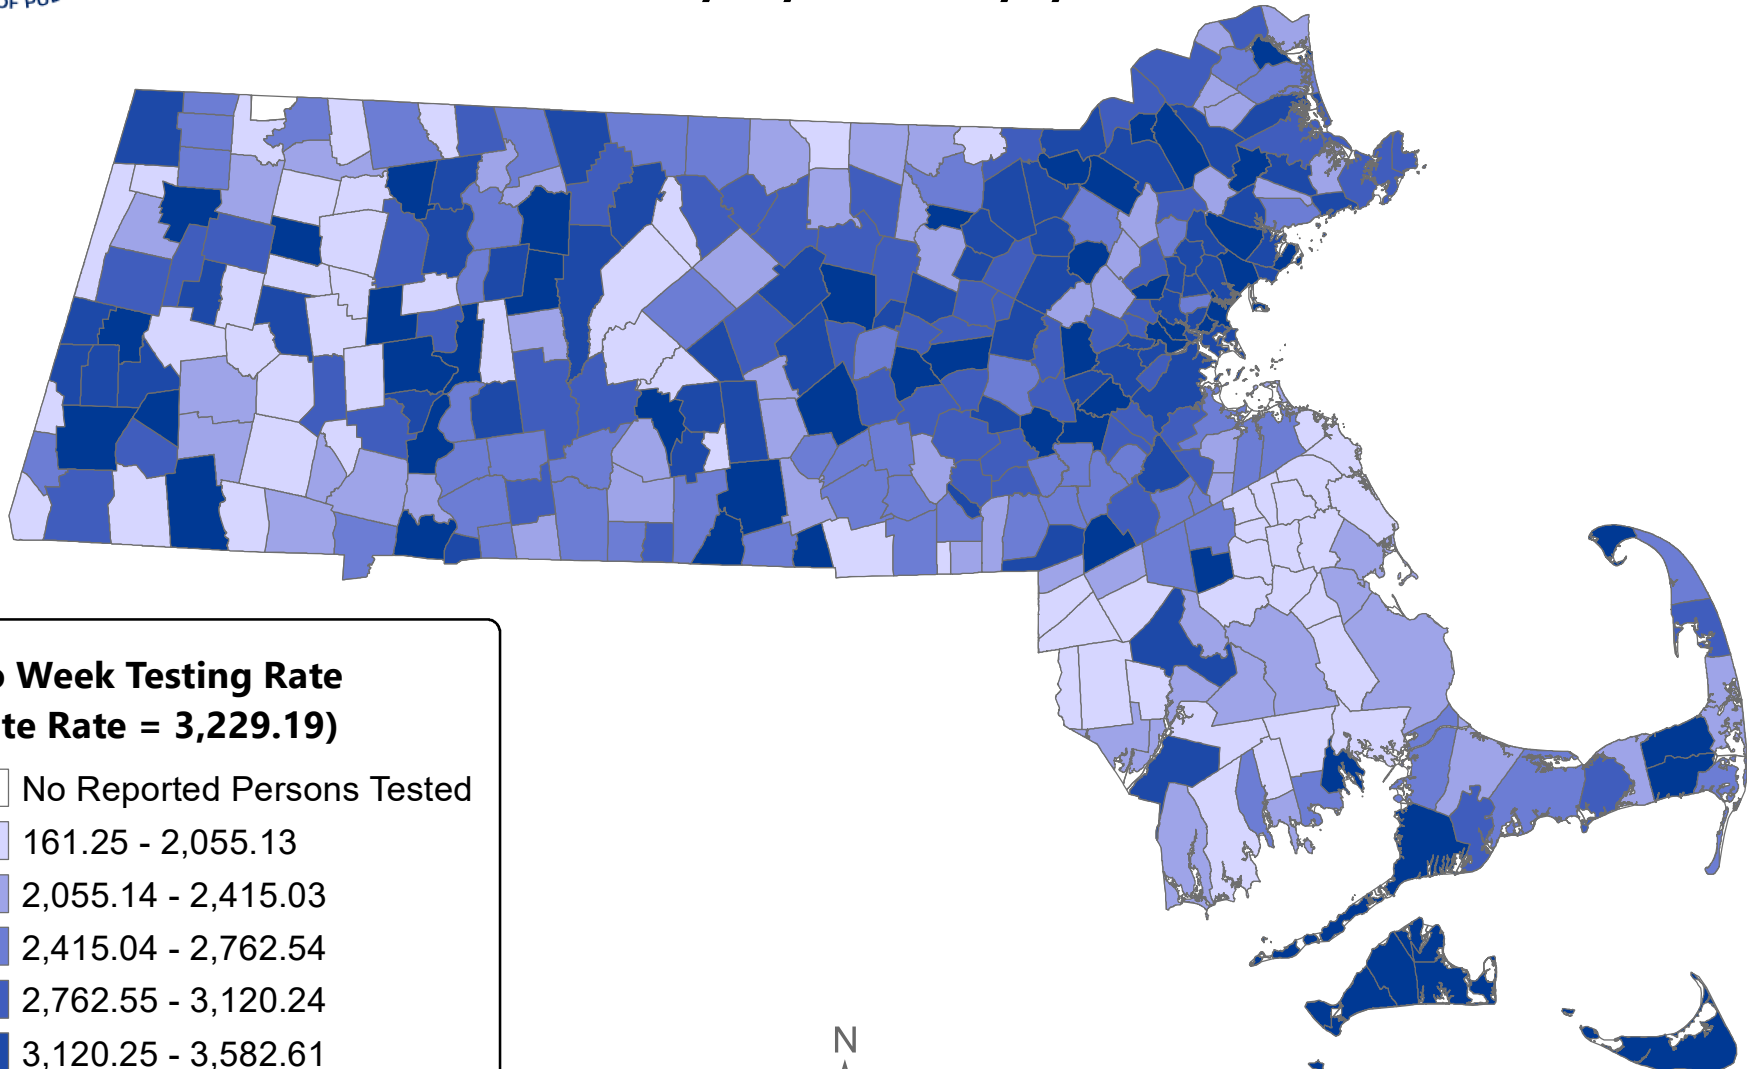 OF PU
Week Testing Rate
te Rate = 3,229.19)
No Reported Persons Tested
161.25 - 2,055.13
2,055.14 - 2,415.03
2,415.04 - 2,762.54
2,762.55 - 3,120.24
3,120.25 - 3,582.61
N